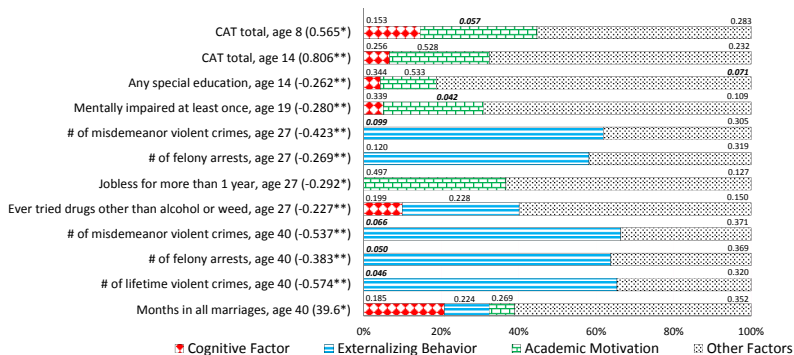 0.153 0.057 0.283
CAT total, age 8 (0.565*)
0.256 0.528 0.232
CAT total, age 14 (0.806**)
0.344 0.533 0.071
Any special education, age 14 (-0.262**)
0.339 0.042 0.109
Mentally impaired at least once, age 19 (-0.280**)
0.099 0.305
# of misdemeanor violent crimes, age 27 (-0.423**)
0.120 0.319
# of felony arrests, age 27 (-0.269**)
0.497 0.127
Jobless for more than 1 year, age 27 (-0.292*)
0.199 0.228 0.150
Ever tried drugs other than alcohol or weed, age 27 (-0.227**)
0.066 0.371
# of misdemeanor violent crimes, age 40 (-0.537**)
0.050 0.369
# of felony arrests, age 40 (-0.383**)
0.046 0.320
# of lifetime violent crimes, age 40 (-0.574**)
0.185 0.224 0.269 0.352
Months in all marriages, age 40 (39.6*)
0% 20% 40% 60% 80% 100%
Cognitive Factor Externalizing Behavior Academic Motivation Other Factors